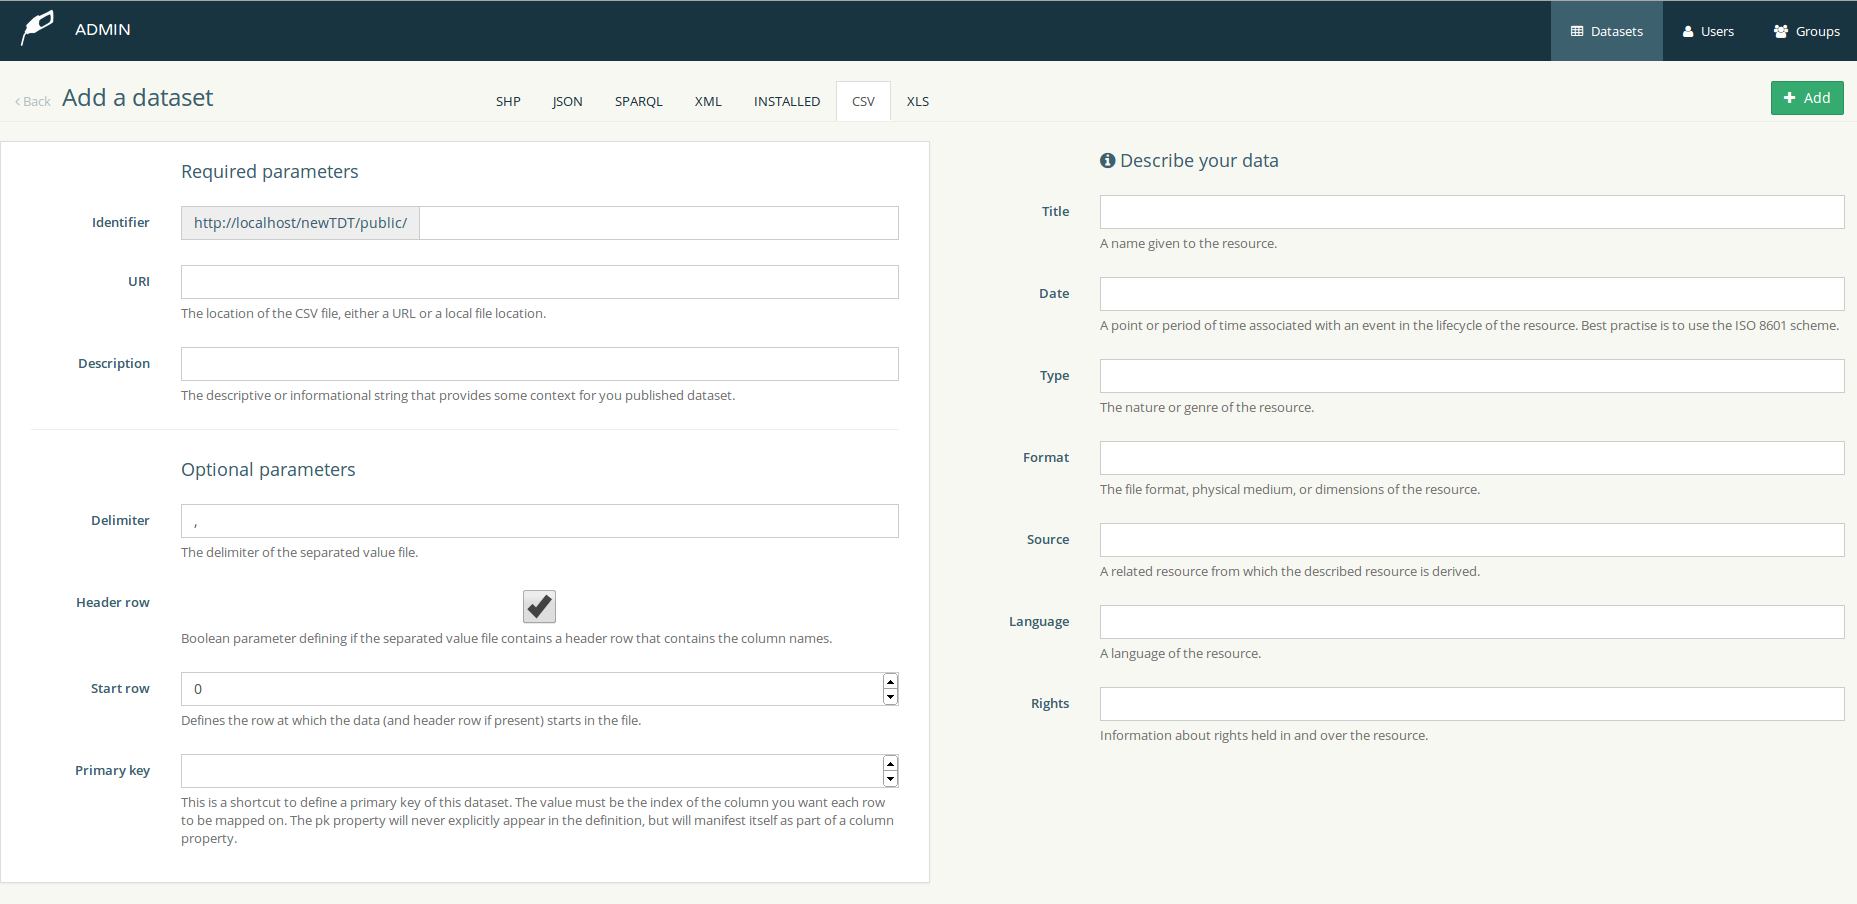 ADMIN
Datasets
Users
Groups
Back
Add a dataset
SHP
JSON
SPARQL
XML
INSTALLED
CSV
XLS
Add
Required parameters
Identifier
http://localhost/newTDT/public/
URI
The location of the CSV file, either a URL or a local file location.
Description
The descriptive or informational string that provides some context for you published dataset.
Optional parameters
Delimiter
,
The delimiter of the separated value file.
Header row
Boolean parameter defining if the separated value file contains a header row that contains the column names.
Start row
0
Defines the row at which the data (and header row if present) starts in the file.
Primary key
This is a shortcut to define a primary key of this dataset. The value must be the index of the column you want each row
to be mapped on. The pk property will never explicitly appear in the definition, but will manifest itself as part of a column
property.
Describe your data
Title
A name given to the resource.
Date
A point or period of time associated with an event in the lifecycle of the resource. Best practise is to use the ISO 8601 scheme.
Type
The nature or genre of the resource.
Format
The file format, physical medium, or dimensions of the resource.
Source
A related resource from which the described resource is derived.
Language
A language of the resource.
Rights
Information about rights held in and over the resource.